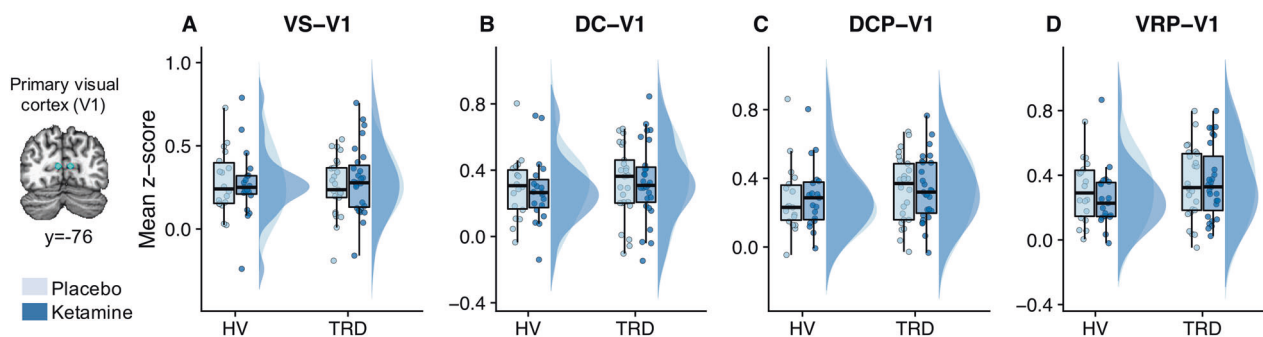 Primary visual
cortex (V1)
y=-76
Placebo
Ketamine
Mean z−score
A
VS−V1
1.0
0.5
0.0
HV
TRD
B
DC−V1
0.8
0.4
0.0
−0.4
HV
TRD
C
DCP−V1
0.8
0.4
0.0
HV
TRD
D
VRP−V1
0.8
0.4
0.0
−0.4
HV
TRD